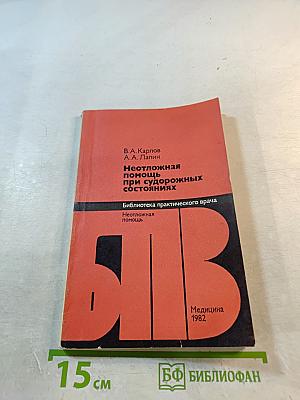 В. А. Карлов
А. А. Лапин
Неотложная
помощь
при судорожных
состояниях
Библиотека практического врача
Неотложная
помощь
БПВ
Медицина
1982
15 см
БФ БИБЛИОФАН